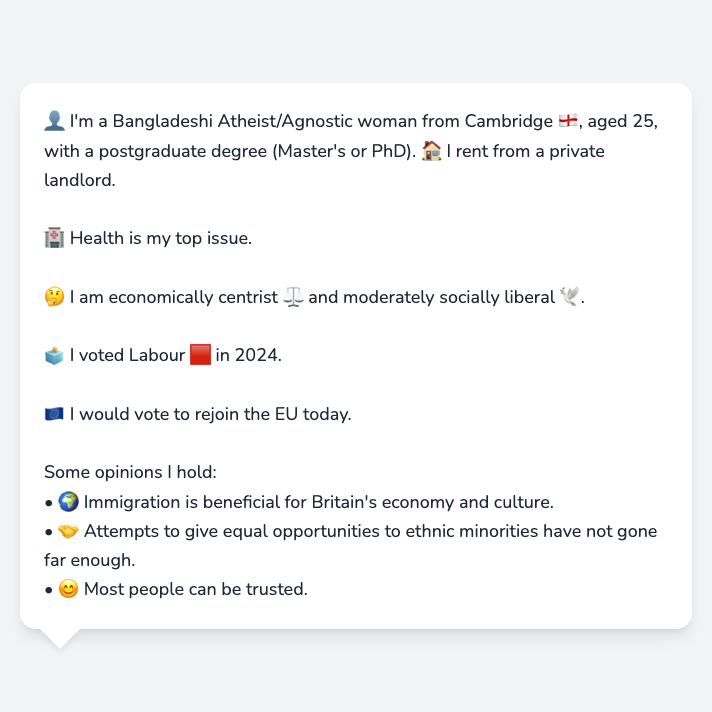 👤 I'm a Bangladeshi Atheist/Agnostic woman from Cambridge 🏴󠁧󠁢󠁥󠁮󠁧󠁿, aged 25,
with a postgraduate degree (Master's or PhD). 🏠 I rent from a private
landlord.
🏥 Health is my top issue.
🤔 I am economically centrist ⚖️ and moderately socially liberal 🕊️.
🗳️ I voted Labour 🟥 in 2024.
🇪🇺 I would vote to rejoin the EU today.
Some opinions I hold:
• 🌍 Immigration is beneficial for Britain's economy and culture.
• 🤝 Attempts to give equal opportunities to ethnic minorities have not gone
far enough.
• 😊 Most people can be trusted.